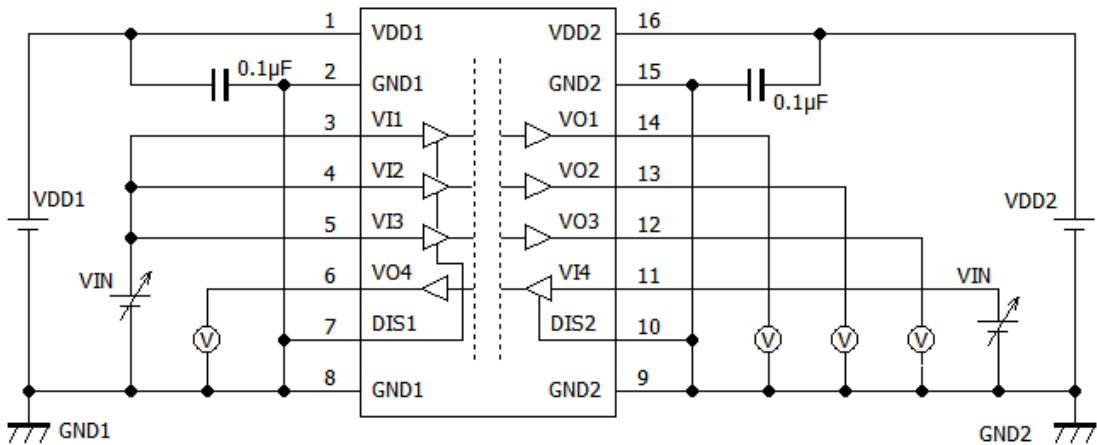 1 VDD1 VDD2 16
0.1µF 2 GND1 GND2 15 0.1µF
3 VI1 VO1 14
4 VI2 VO2 13
VDD1 VDD2
5 VI3 VO3 12
VIN 6 VO4 VI4 11 VIN
V 7 DIS1 DIS2 10 V V V
8 GND1 GND2 9
GND1 GND2